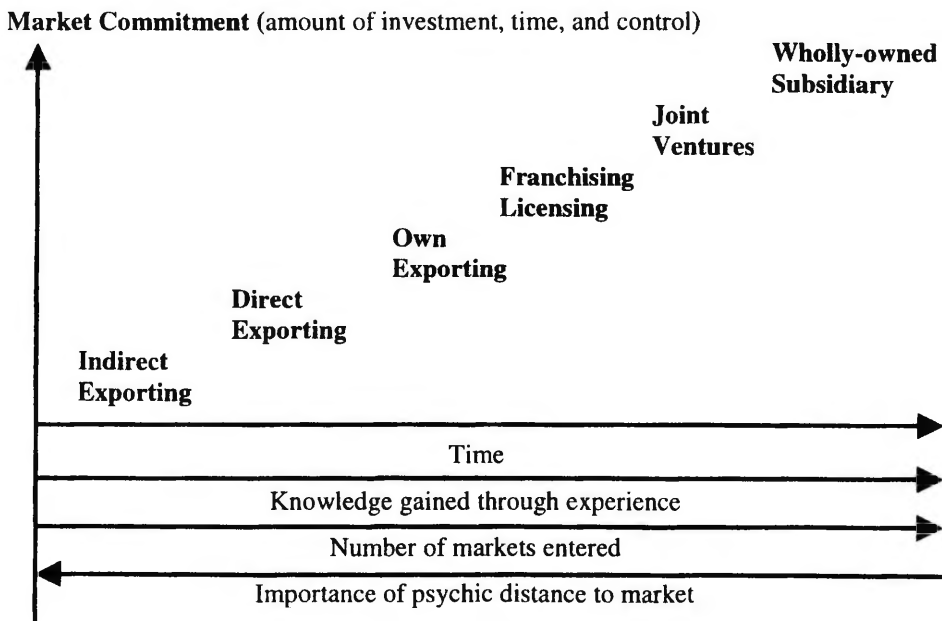 Market Commitment (amount of investment, time, and control)
Wholly-owned
Subsidiary
Joint
Ventures
Franchising
Licensing
Own
Exporting
Direct
Exporting
Indirect
Exporting
Time
Knowledge gained through experience
Number of markets entered
Importance of psychic distance to market